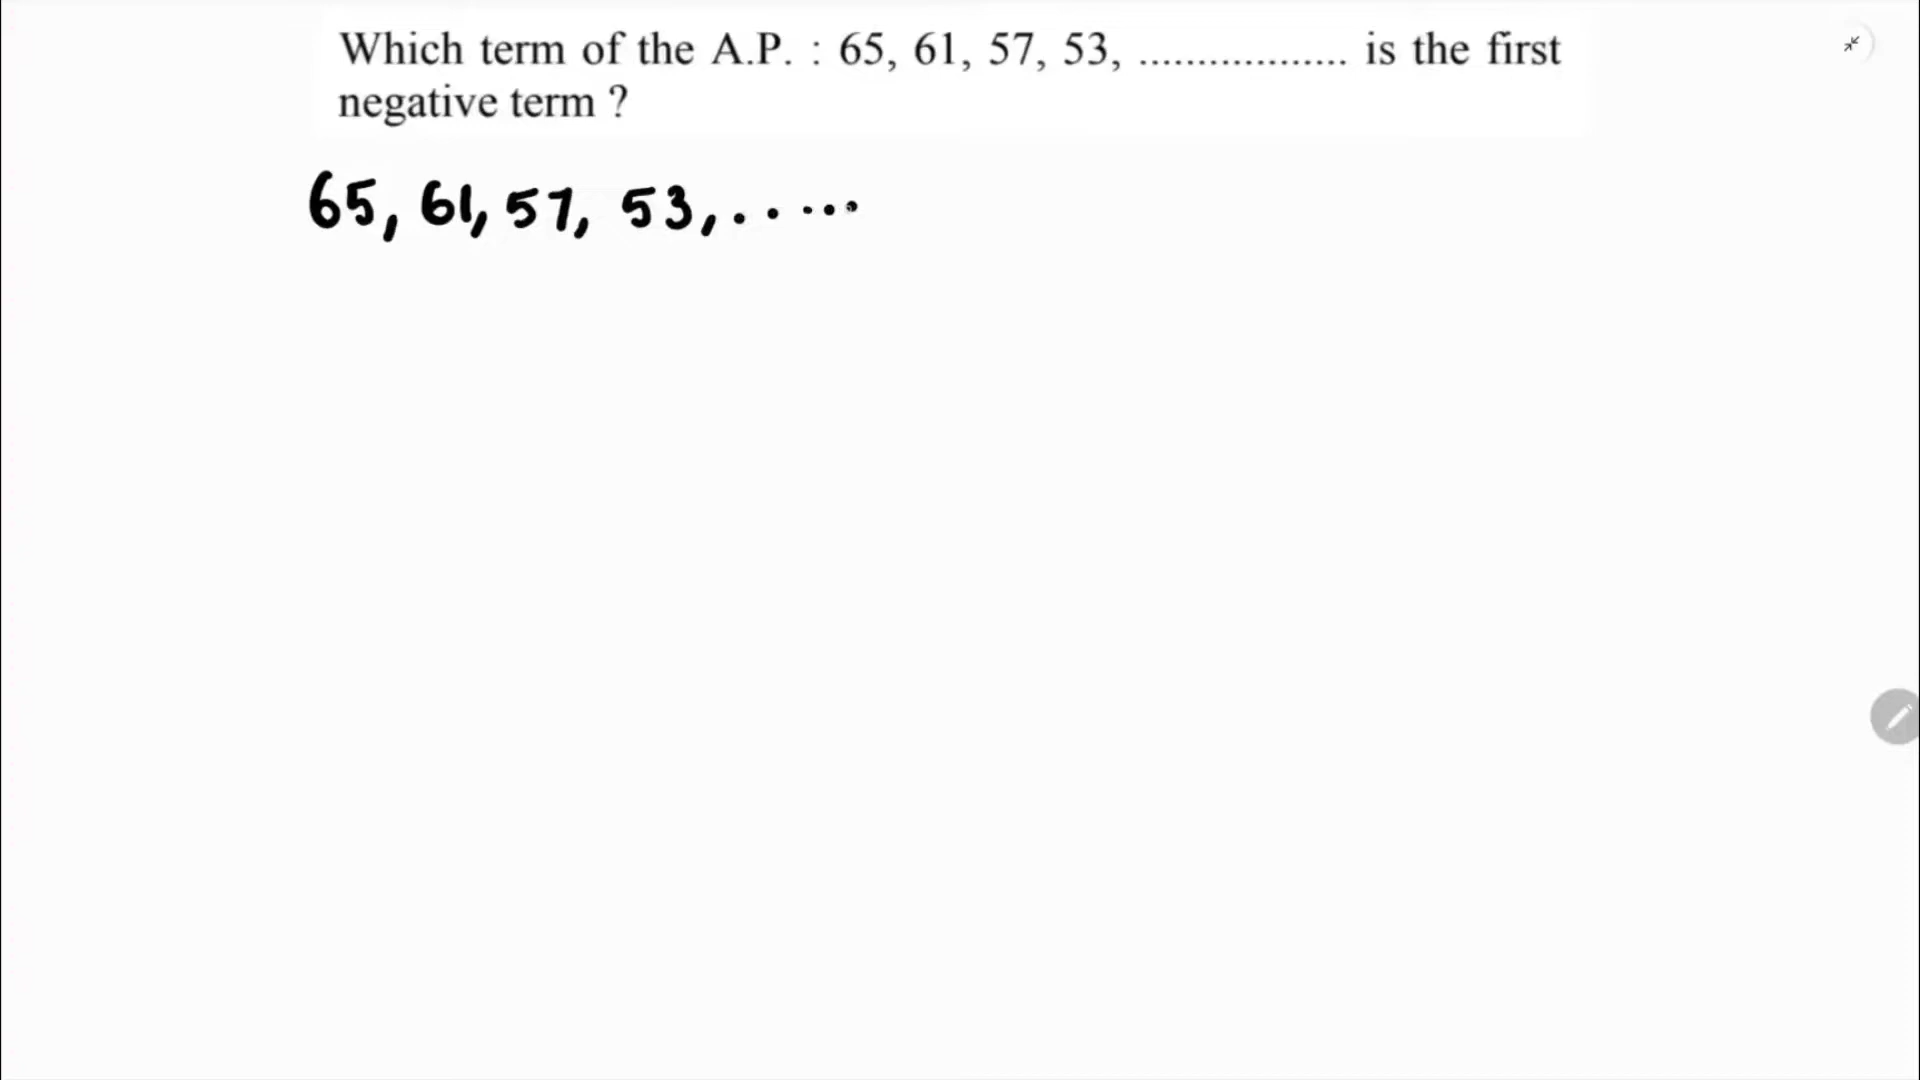 Which term of the A.P. : 65, 61, 57, 53, .................. is the first
negative term ?
65, 61, 57, 53, .....